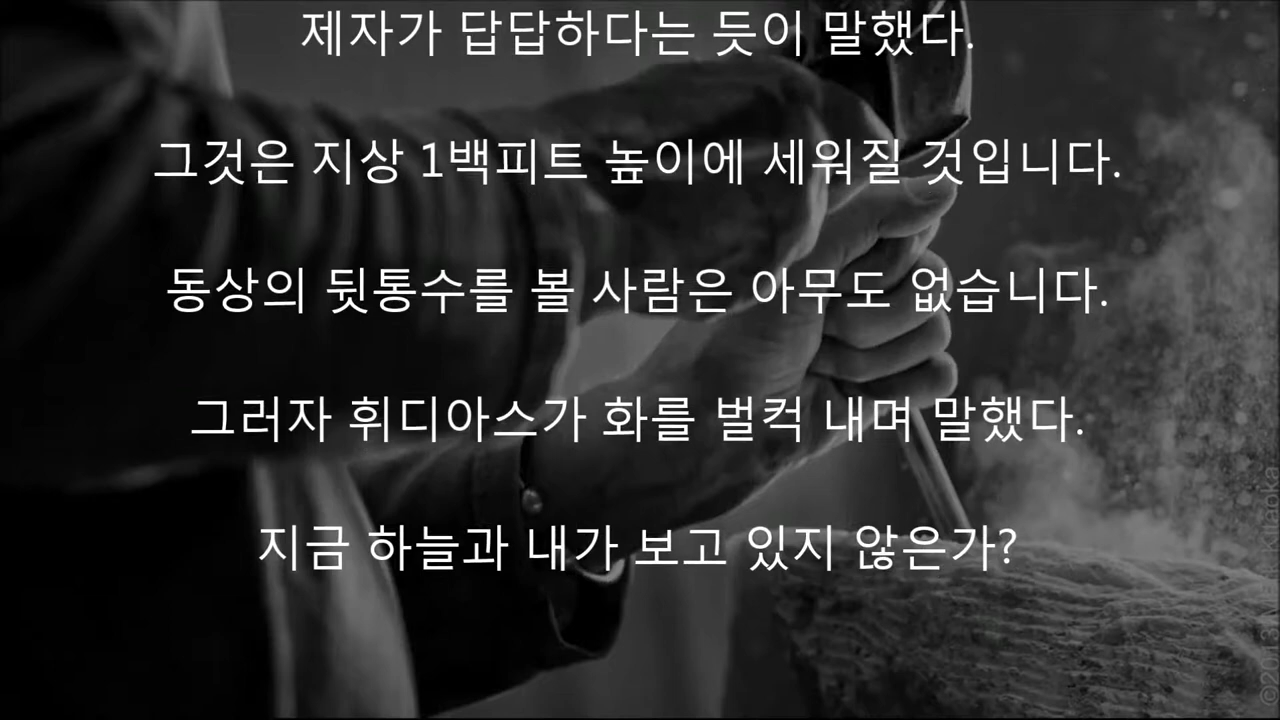 제자가 답답하다는 듯이 말했다.
그것은 지상 1백피트 높이에 세워질 것입니다.
동상의 뒷통수를 볼 사람은 아무도 없습니다.
그러자 휘디아스가 화를 벌컥 내며 말했다.
지금 하늘과 내가 보고 있지 않은가?